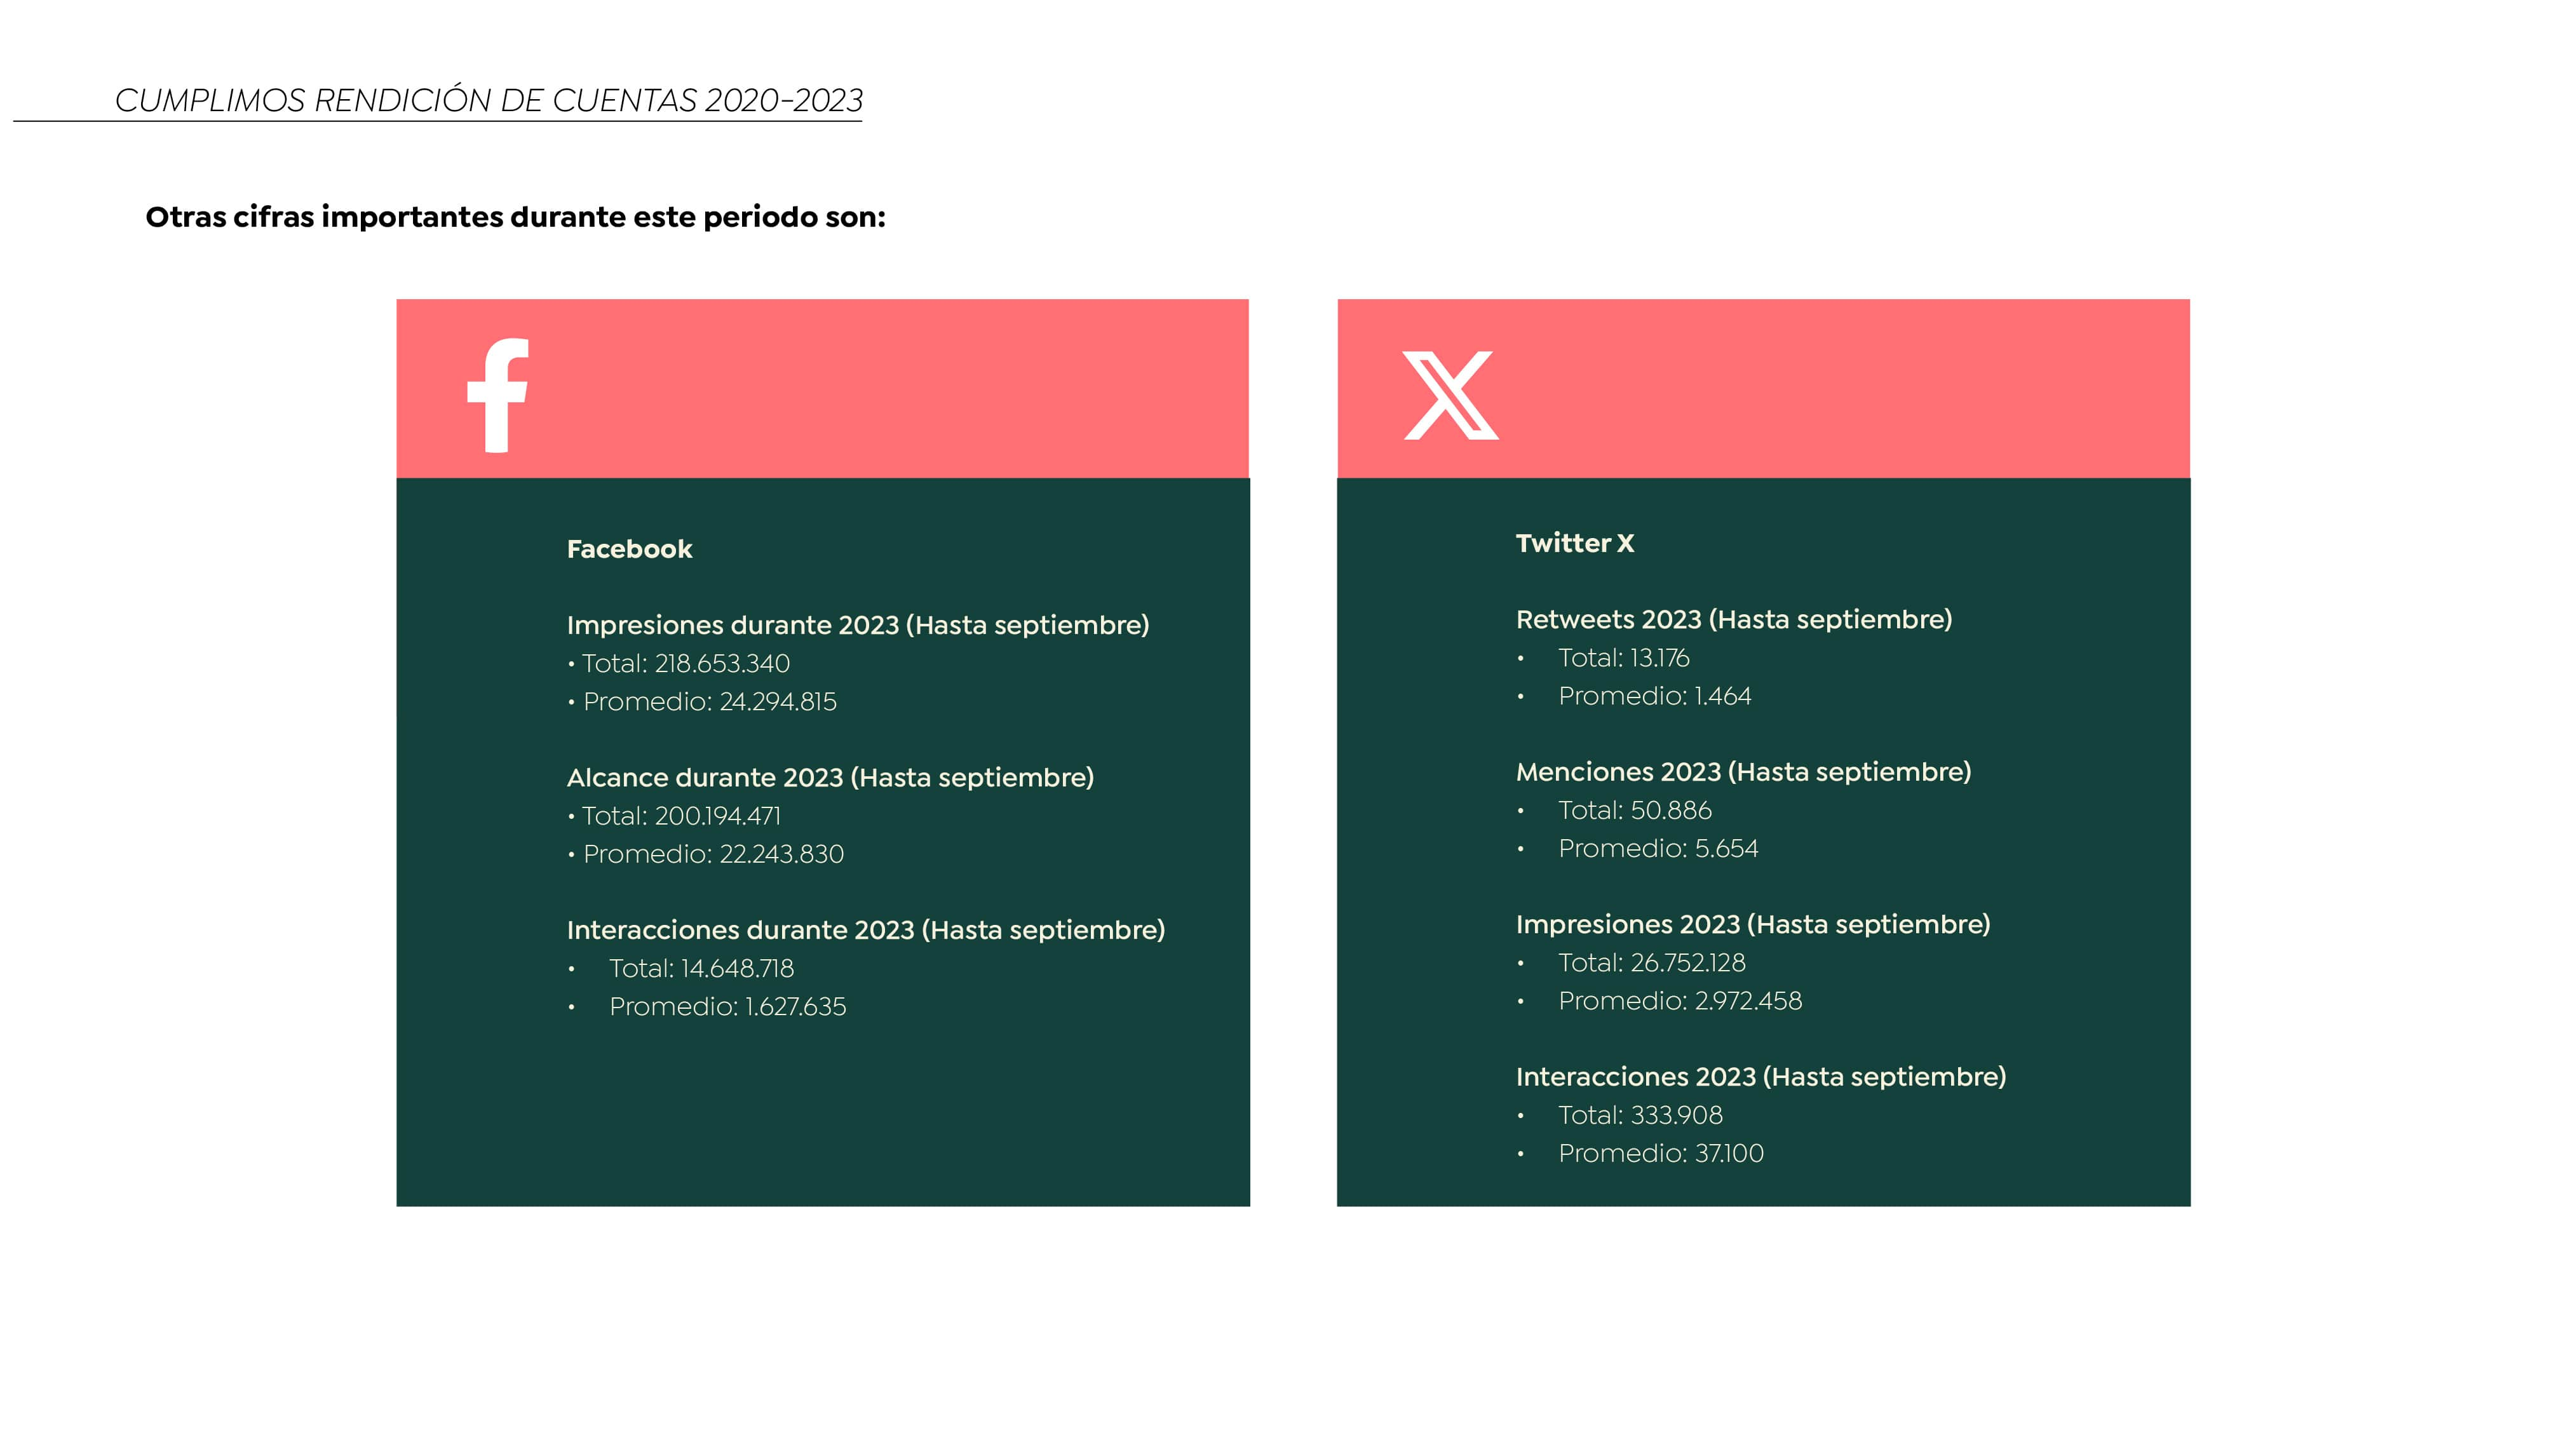 CUMPLIMOS RENDICIÓN DE CUENTAS 2020-2023
Otras cifras importantes durante este periodo son:
Facebook
Impresiones durante 2023 (Hasta septiembre)
• Total: 218.653.340
• Promedio: 24.294.815
Alcance durante 2023 (Hasta septiembre)
• Total: 200.194.471
• Promedio: 22.243.830
Interacciones durante 2023 (Hasta septiembre)
• Total: 14.648.718
• Promedio: 1.627.635
Twitter X
Retweets 2023 (Hasta septiembre)
• Total: 13.176
• Promedio: 1.464
Menciones 2023 (Hasta septiembre)
• Total: 50.886
• Promedio: 5.654
Impresiones 2023 (Hasta septiembre)
• Total: 26.752.128
• Promedio: 2.972.458
Interacciones 2023 (Hasta septiembre)
• Total: 333.908
• Promedio: 37.100